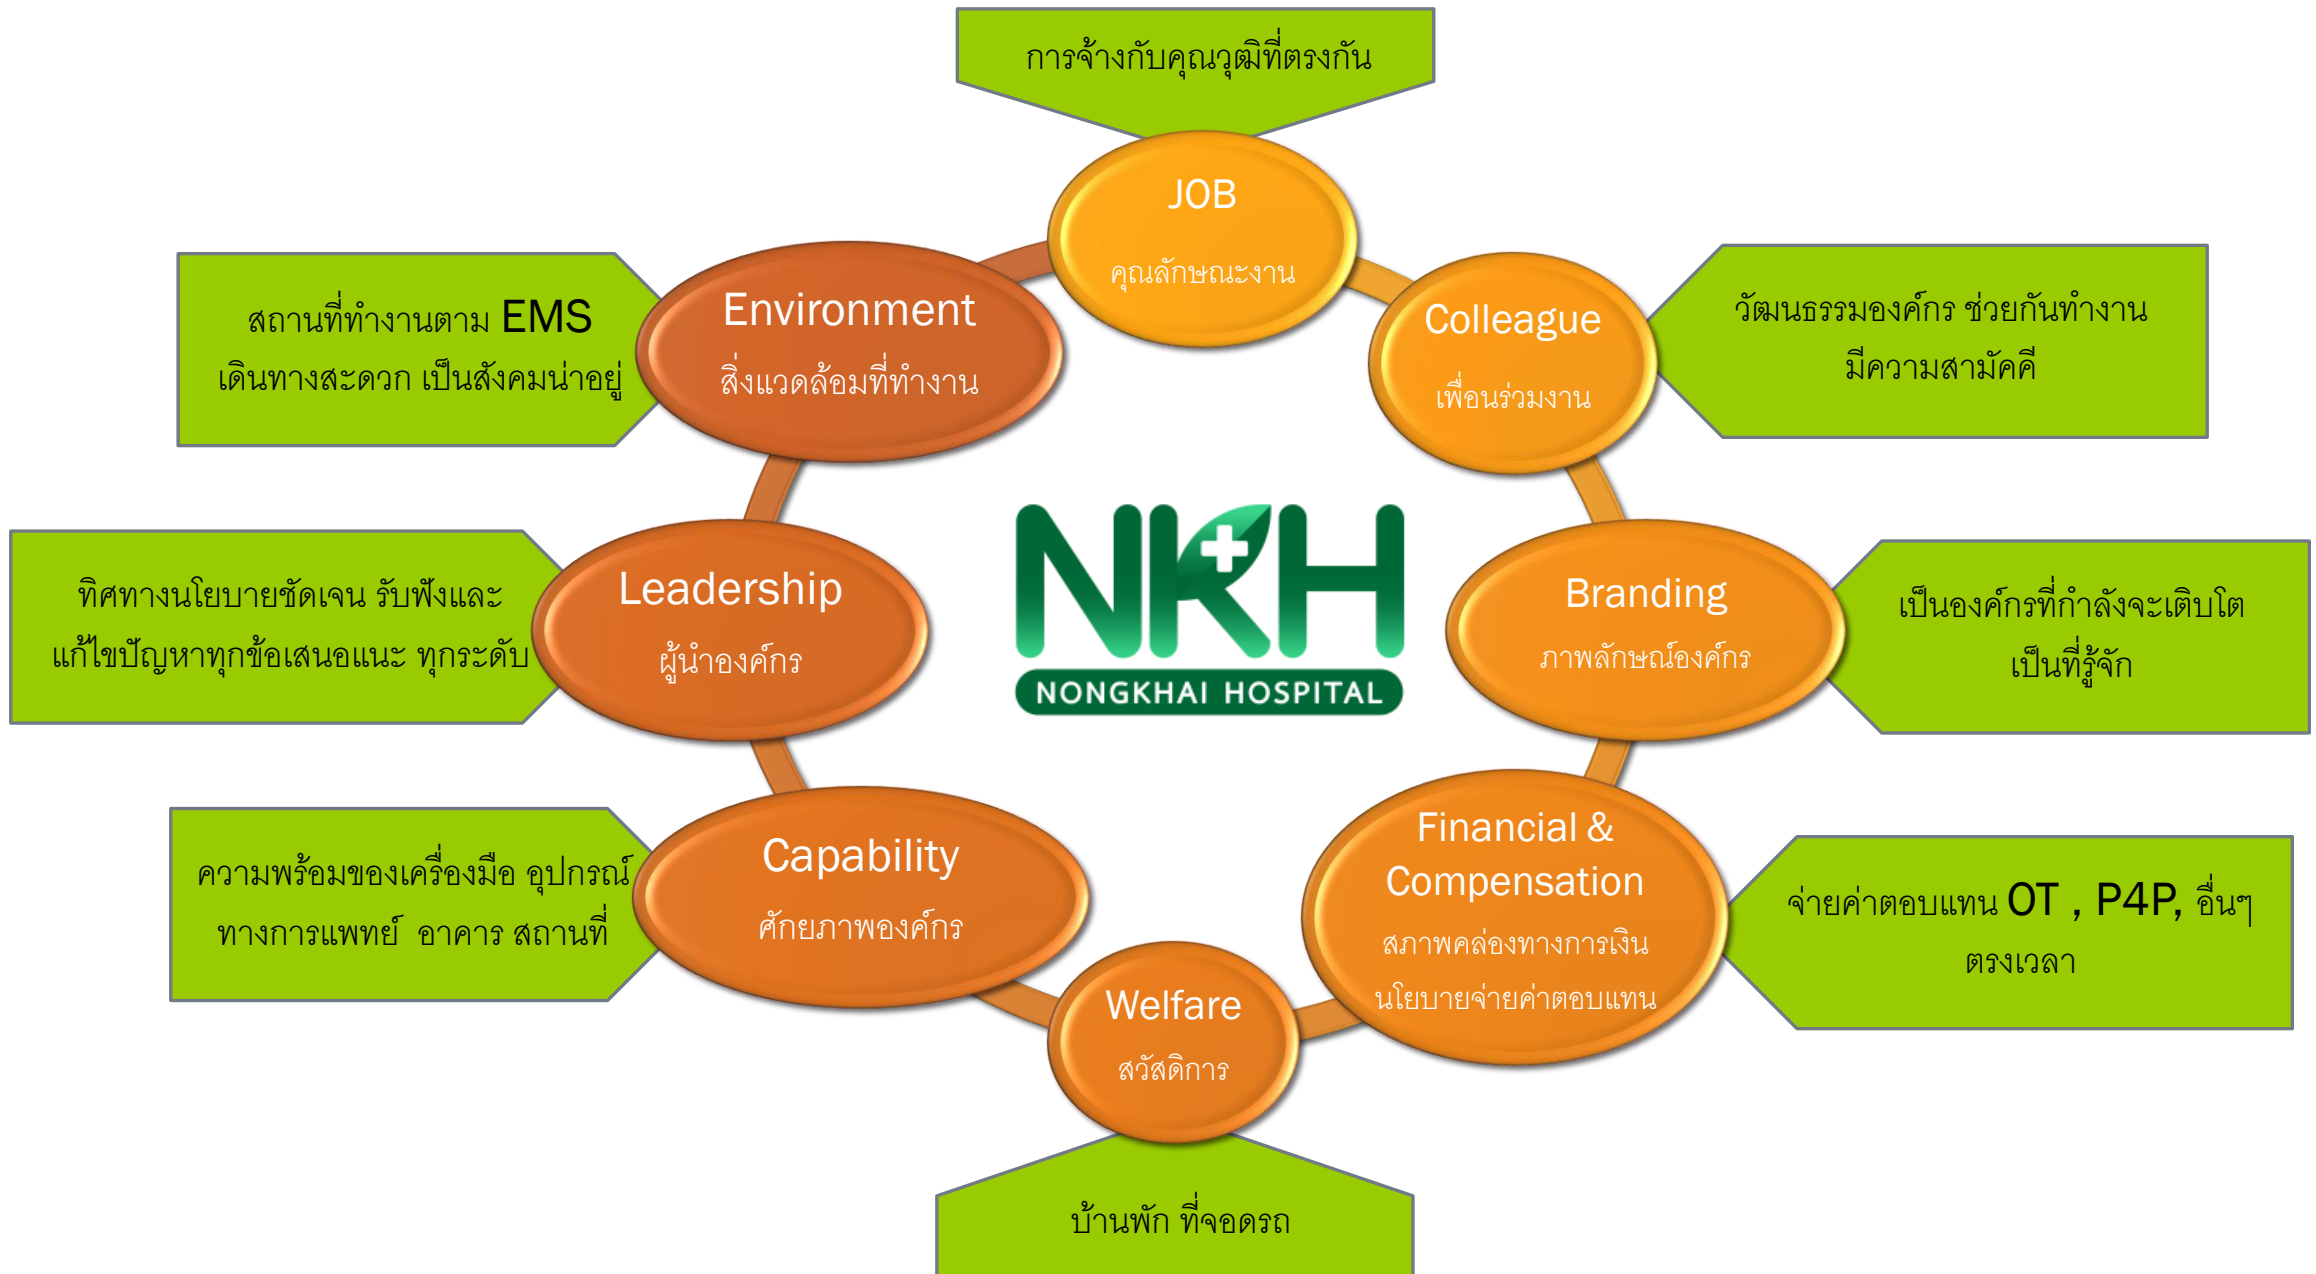 การจ้างกับคุณวุฒิที่ตรงกัน
JOB
คุณลักษณะงาน
Colleague
เพื่อนร่วมงาน
วัฒนธรรมองค์กร ช่วยกันทำงาน
มีความสามัคคี
Branding
ภาพลักษณ์องค์กร
เป็นองค์กรที่กำลังจะเติบโต
เป็นที่รู้จัก
Financial &
Compensation
สภาพคล่องทางการเงิน
นโยบายจ่ายค่าตอบแทน
จ่ายค่าตอบแทน OT , P4P, อื่นๆ
ตรงเวลา
Welfare
สวัสดิการ
บ้านพัก ที่จอดรถ
Capability
ศักยภาพองค์กร
ความพร้อมของเครื่องมือ อุปกรณ์
ทางการแพทย์ อาคาร สถานที่
Leadership
ผู้นำองค์กร
ทิศทางนโยบายชัดเจน รับฟังและ
แก้ไขปัญหาทุกข้อเสนอแนะ ทุกระดับ
Environment
สิ่งแวดล้อมที่ทำงาน
สถานที่ทำงานตาม EMS
เดินทางสะดวก เป็นสังคมน่าอยู่
NKH
NONGKHAI HOSPITAL